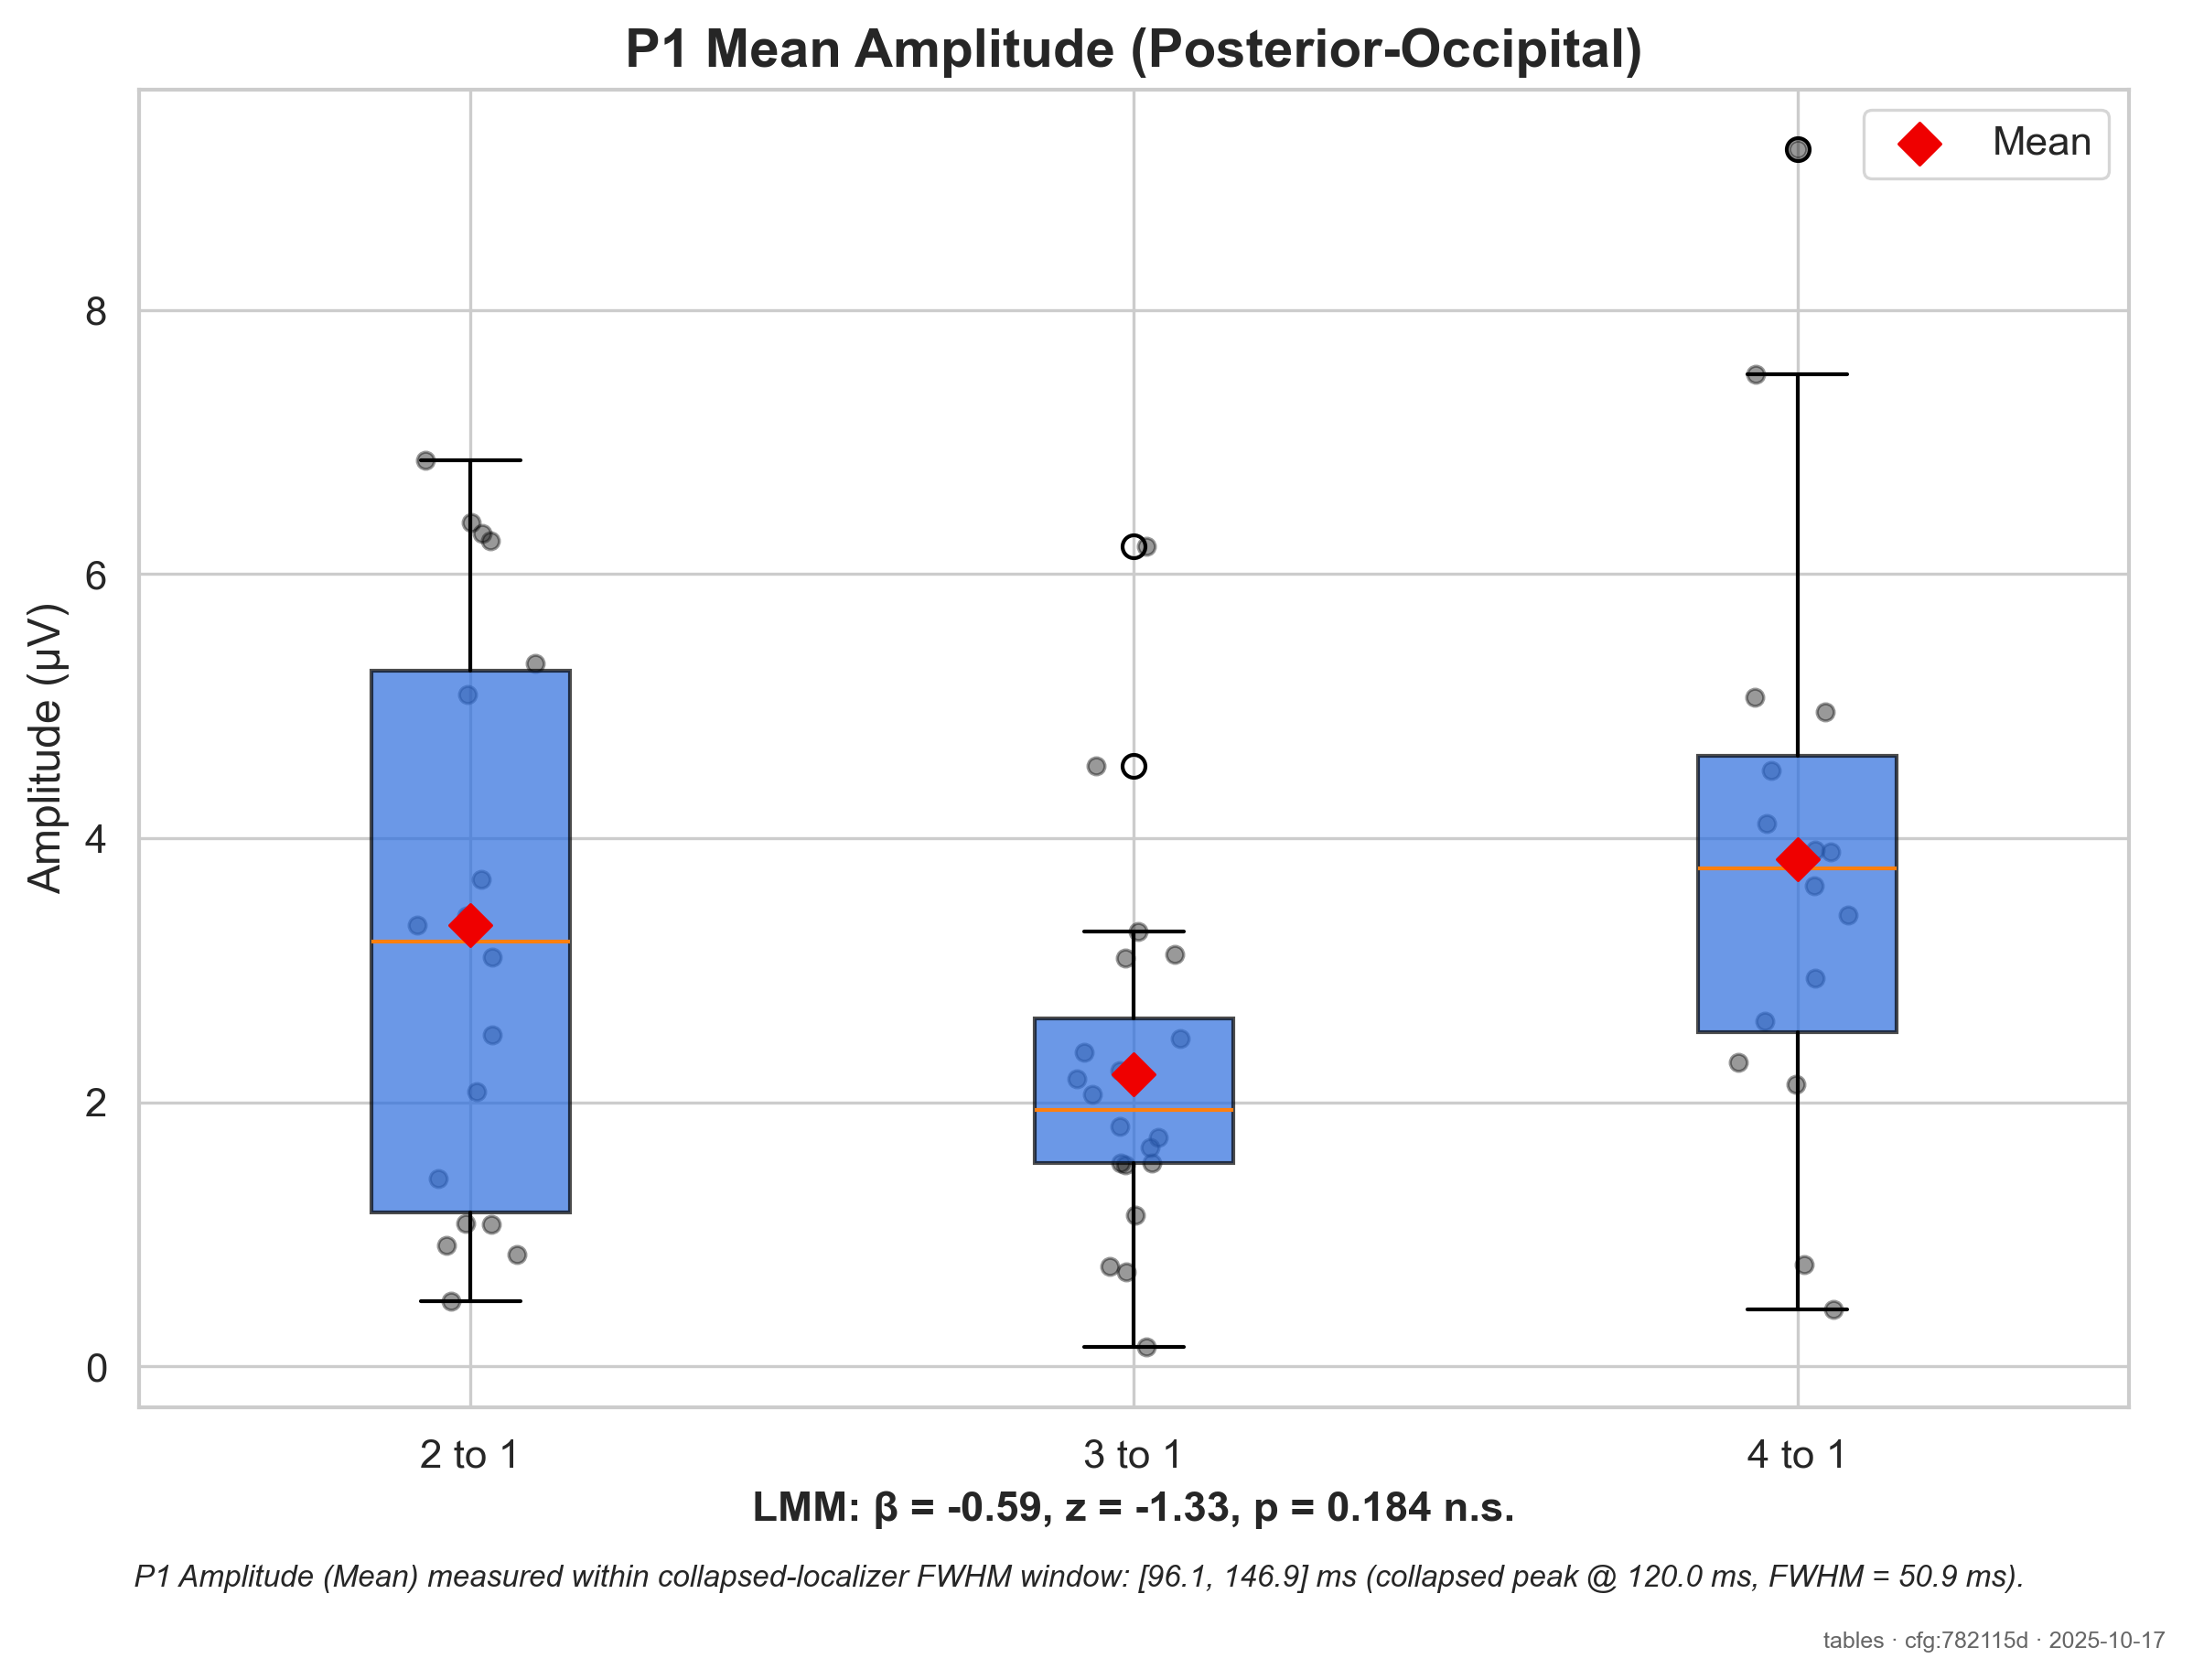 P1 Mean Amplitude (Posterior-Occipital)
Mean
8
6
4
2
0
Amplitude (µV)
2 to 1
3 to 1
4 to 1
LMM: β = -0.59, z = -1.33, p = 0.184 n.s.
P1 Amplitude (Mean) measured within collapsed-localizer FWHM window: [96.1, 146.9] ms (collapsed peak @ 120.0 ms, FWHM = 50.9 ms).
tables · cfg:782115d · 2025-10-17